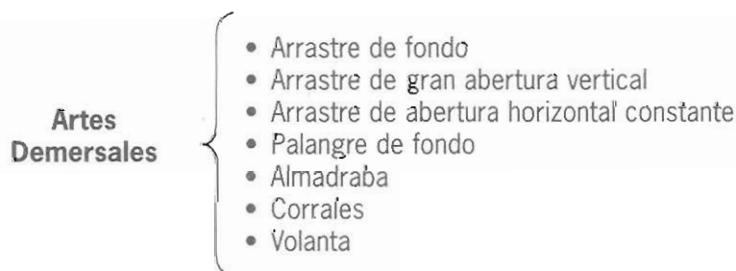 Artes
Demersales
• Arrastre de fondo
• Arrastre de gran abertura vertical
• Arrastre de abertura horizontal constante
• Palangre de fondo
• Almadraba
• Corrales
• Volanta